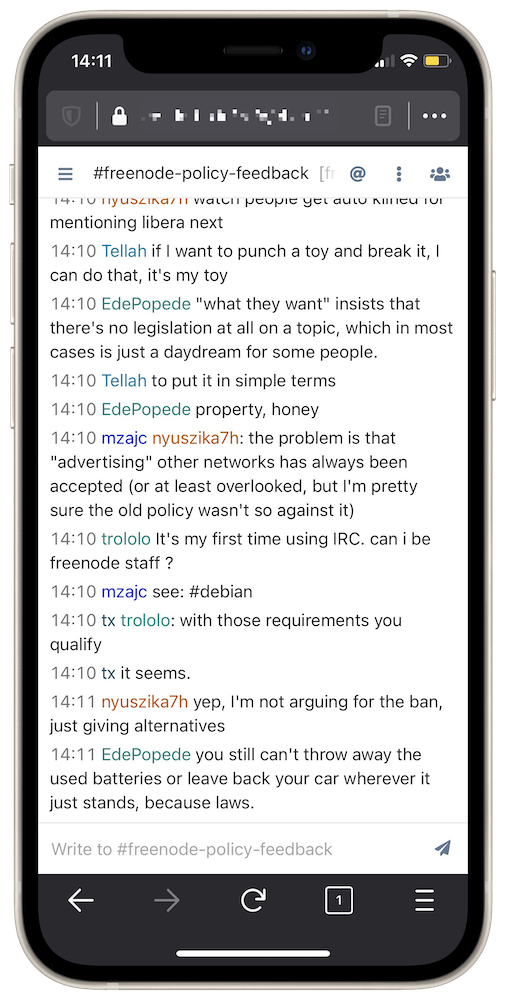 14:11
#freenode-policy-feedback [fr
14:10 nyuszika7h watch people get auto klined for
mentioning libera next
14:10 Tellah if I want to punch a toy and break it, I
can do that, it's my toy
14:10 EdePopede "what they want" insists that
there's no legislation at all on a topic, which in most
cases is just a daydream for some people.
14:10 Tellah to put it in simple terms
14:10 EdePopede property, honey
14:10 mzajc nyuszika7h: the problem is that
"advertising" other networks has always been
accepted (or at least overlooked, but I'm pretty
sure the old policy wasn't so against it)
14:10 trololo It's my first time using IRC. can i be
freenode staff ?
14:10 mzajc see: #debian
14:10 tx trololo: with those requirements you
qualify
14:10 tx it seems.
14:11 nyuszika7h yep, I'm not arguing for the ban,
just giving alternatives
14:11 EdePopede you still can't throw away the
used batteries or leave back your car wherever it
just stands, because laws.
Write to #freenode-policy-feedback
1